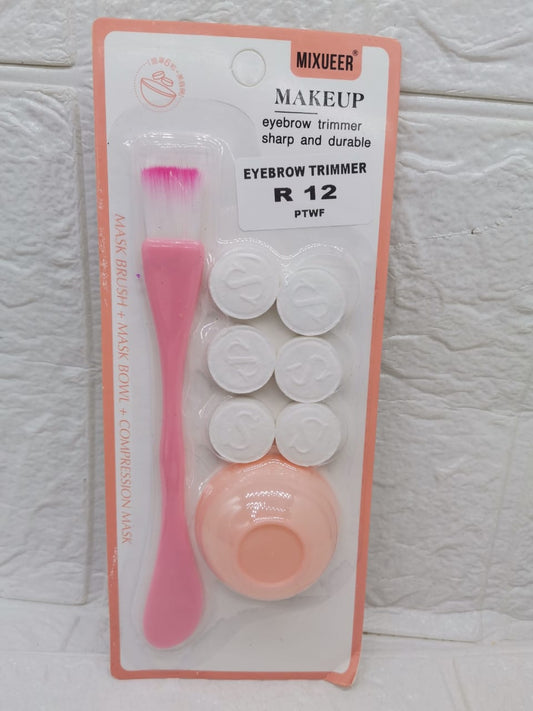 MIXUEER®
MAKEUP
eyebrow trimmer
sharp and durable
EYEBROW TRIMMER
R 12
PTWF
MASK BRUSH + MASK BOWL + COMPRESSION MASK